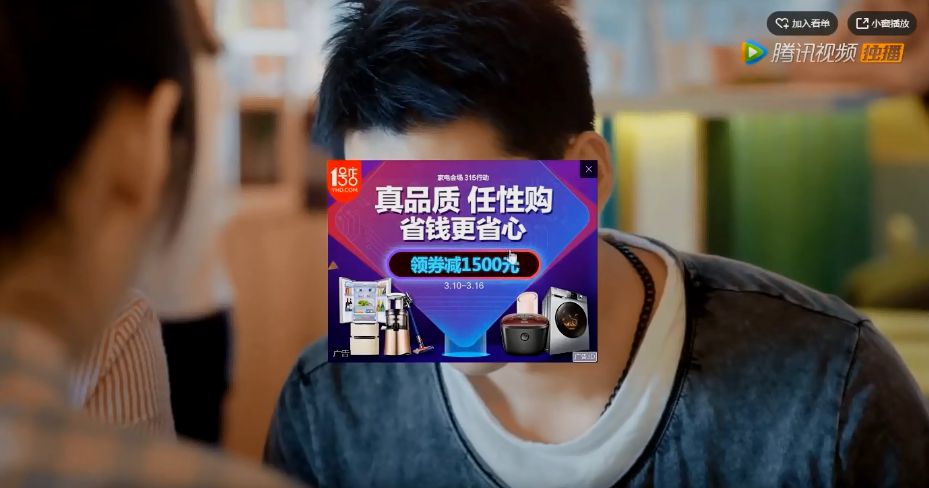 加入看单
小窗播放
腾讯视频 独播
1号店
YHD.COM
家电会场 315行动
真品质 任性购
省钱更省心
领券减1500元
3.10-3.16
广告
广告